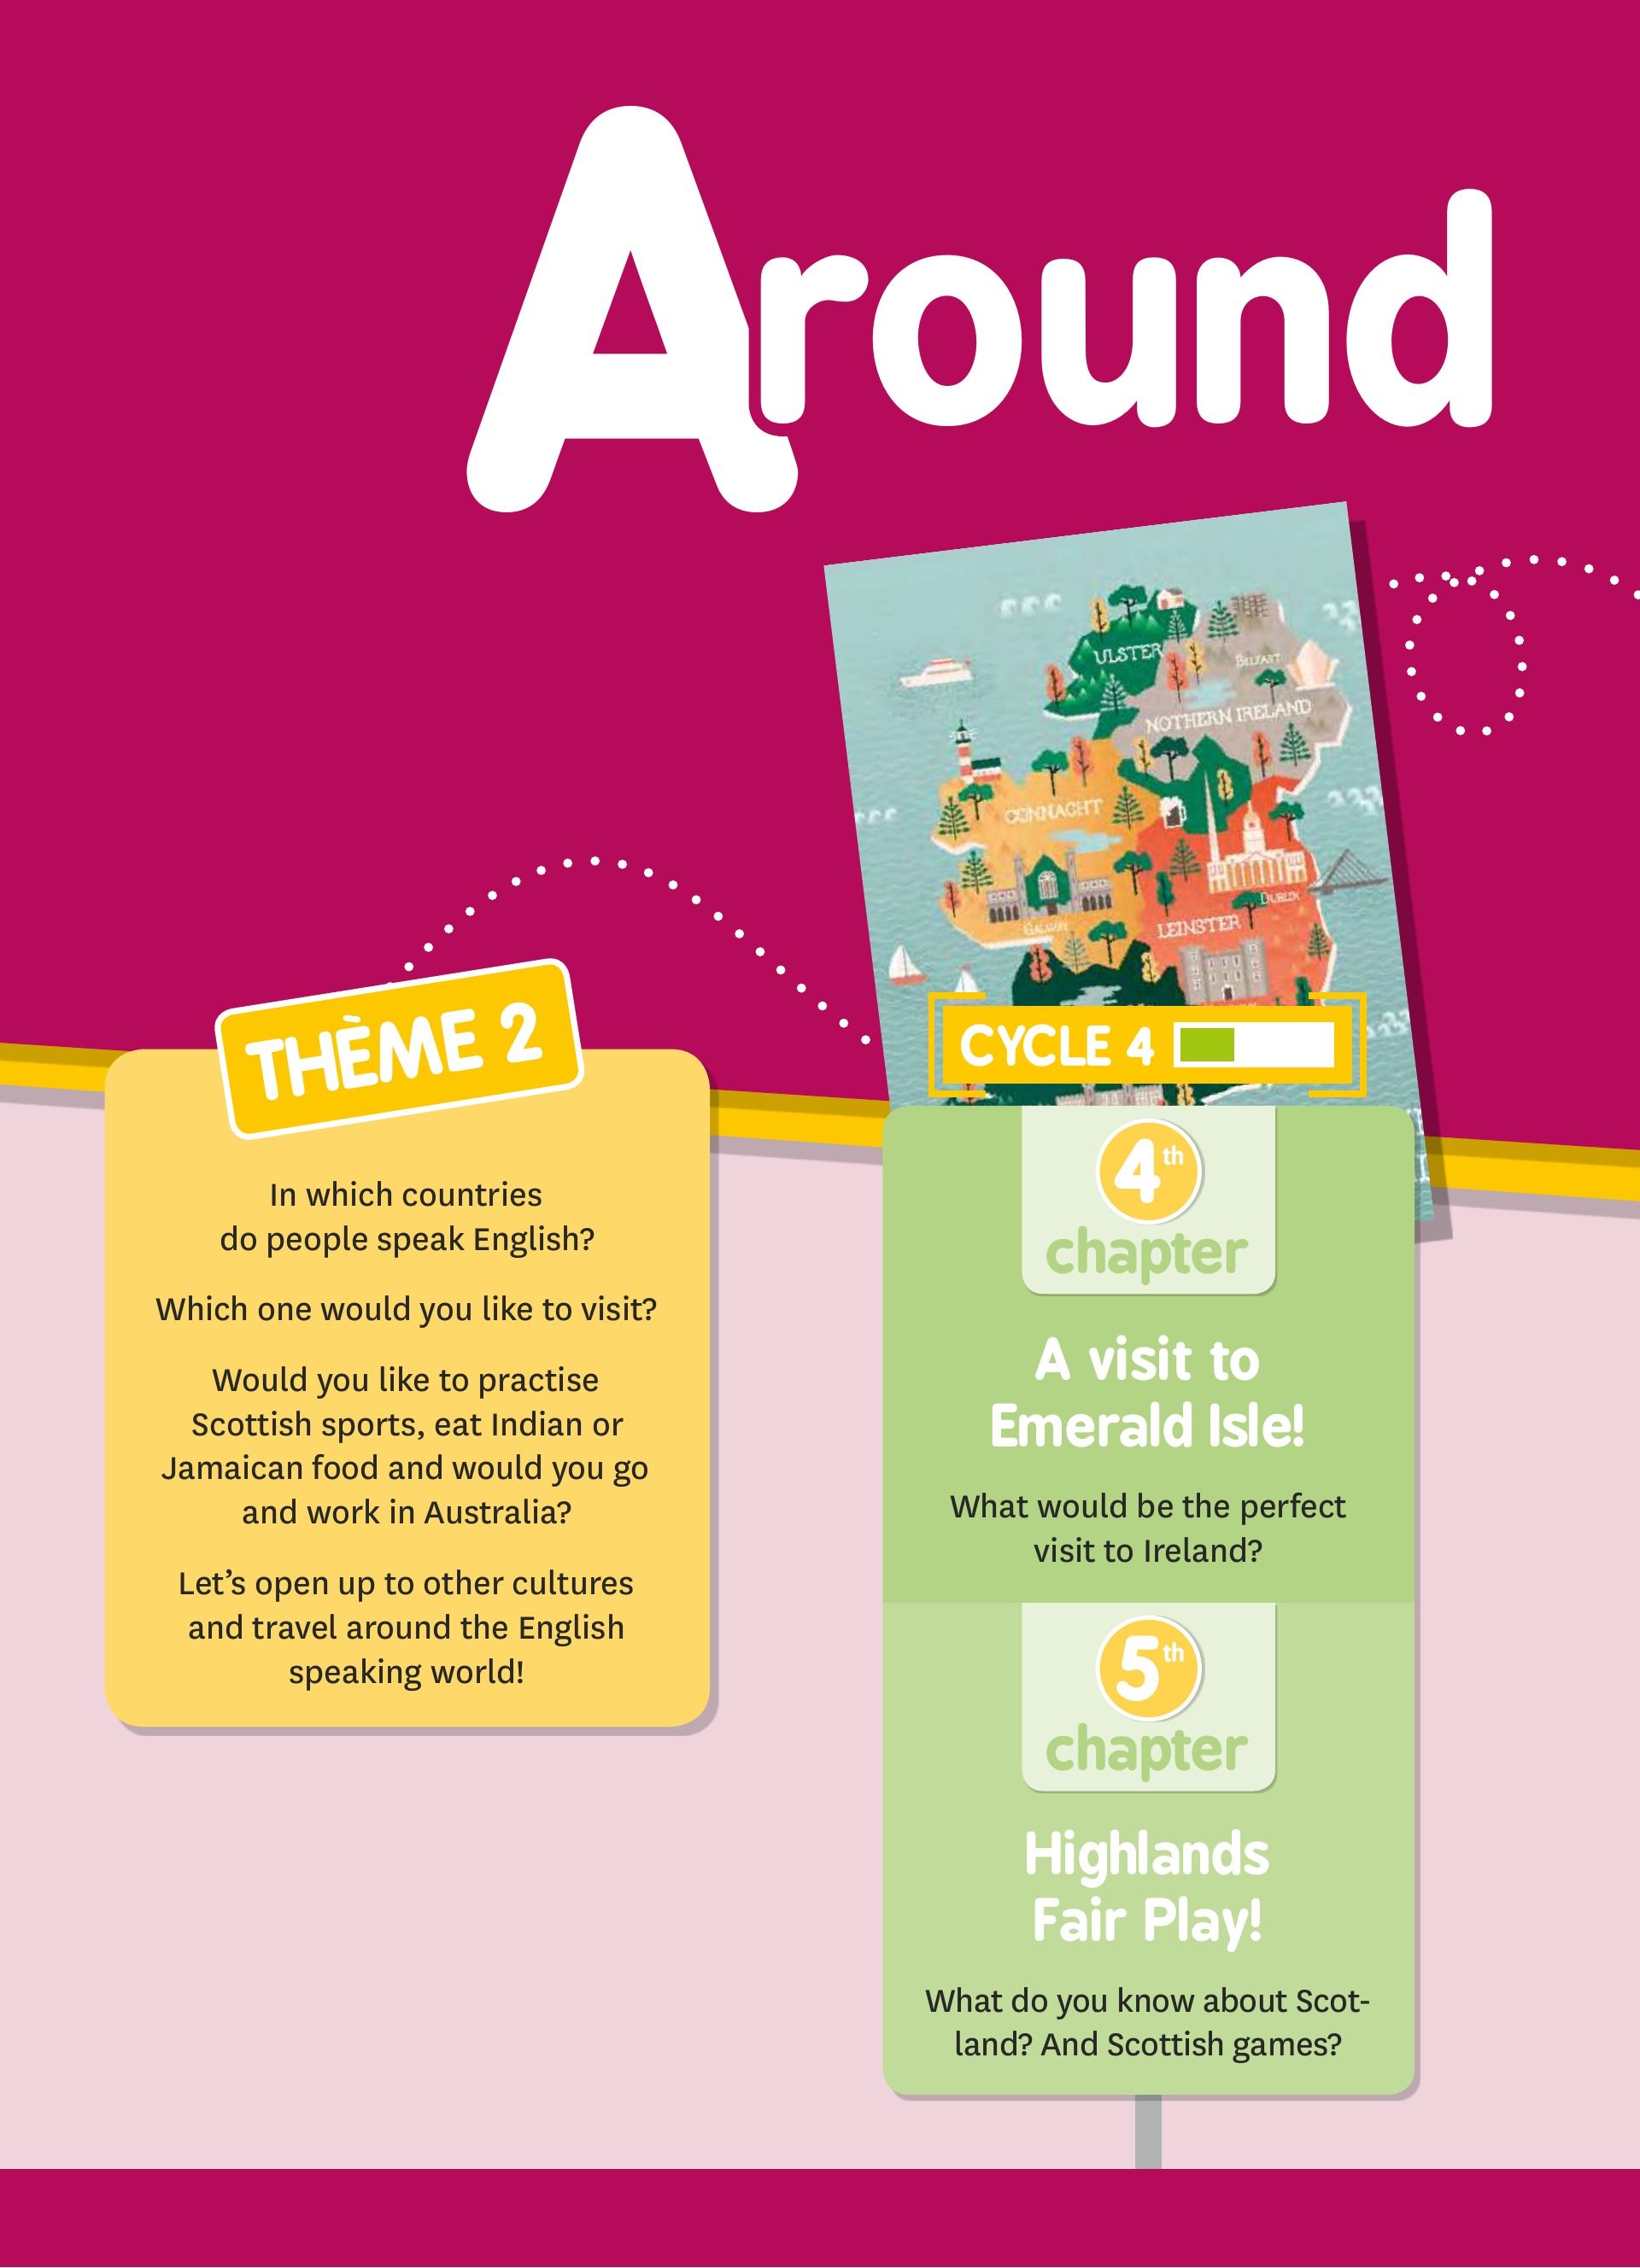 Around
ULSTER
BELFAST
NOTHERN IRELAND
CONNACHT
DUBLIN
GALWAY
LEINSTER
THÈME 2
In which countries
do people speak English?
Which one would you like to visit?
Would you like to practise
Scottish sports, eat Indian or
Jamaican food and would you go
and work in Australia?
Let’s open up to other cultures
and travel around the English
speaking world!
CYCLE 4
4th
chapter
A visit to
Emerald Isle!
What would be the perfect
visit to Ireland?
5th
chapter
Highlands
Fair Play!
What do you know about Scot-
land? And Scottish games?